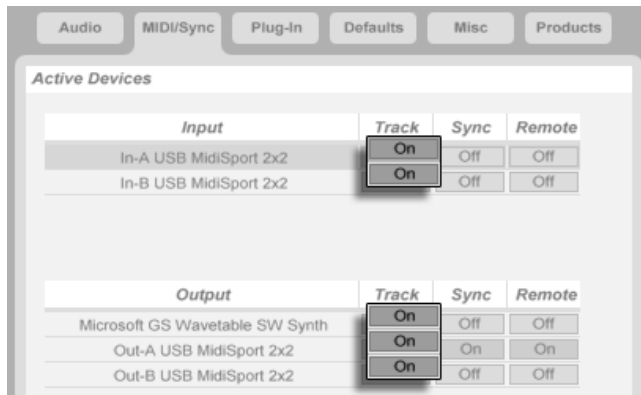 Audio MIDI/Sync Plug-In Defaults Misc Products
Active Devices
Input Track Sync Remote
In-A USB MidiSport 2x2 On Off Off
In-B USB MidiSport 2x2 On Off Off
Output Track Sync Remote
Microsoft GS Wavetable SW Synth On Off Off
Out-A USB MidiSport 2x2 On On On
Out-B USB MidiSport 2x2 On Off Off